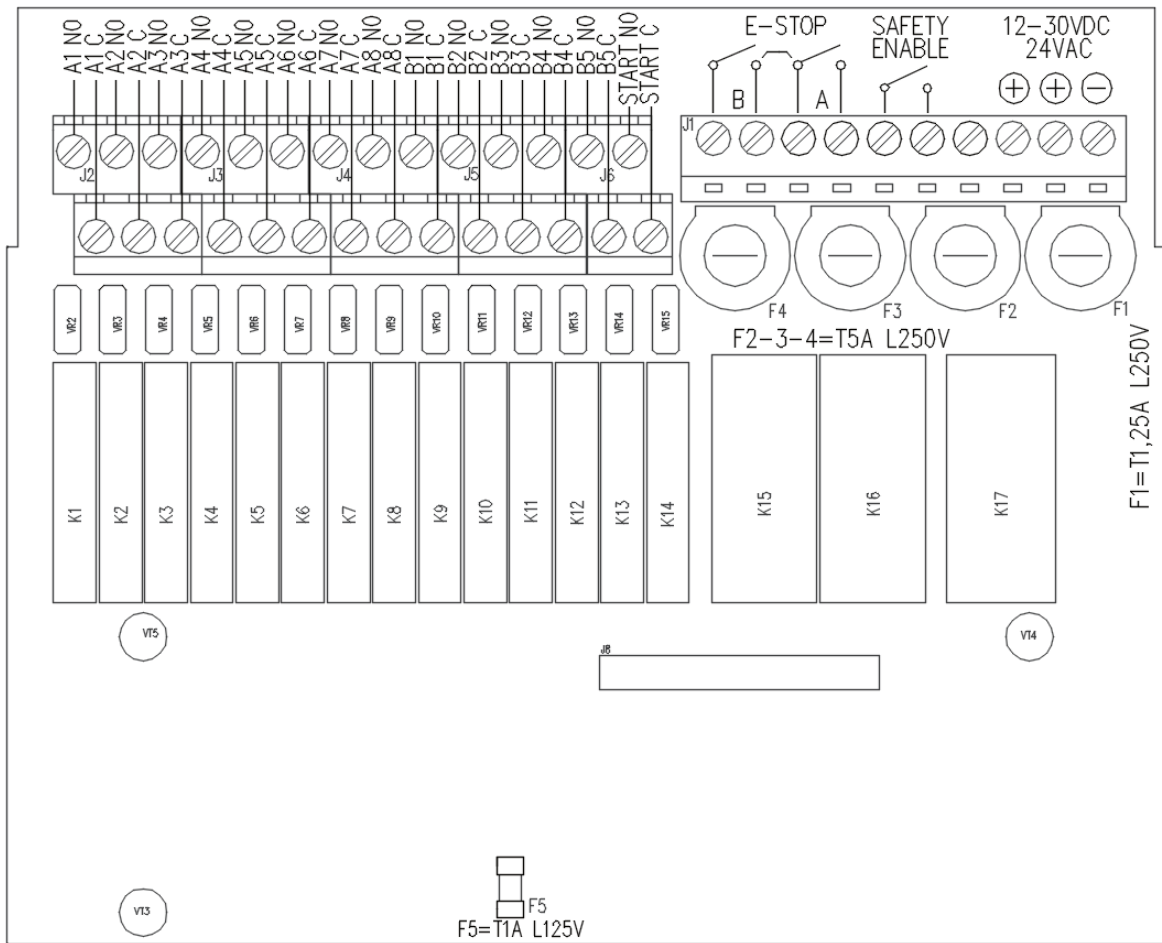 A1 NO
A1 C
A2 NO
A2 C
A3 NO
A3 C
A4 NO
A4 C
A5 NO
A5 C
A6 NO
A6 C
A7 NO
A7 C
A8 NO
A8 C
B1 NO
B1 C
B2 NO
B2 C
B3 NO
B3 C
B4 NO
B4 C
B5 NO
B5 C
START NO
START C
E-STOP
B
A
SAFETY
ENABLE
12-30VDC
24VAC
+ + -
J1
J2
J3
J4
J5
J6
F4
F3
F2
F1
F2-3-4=T5A L250V
F1=T1,25A L250V
VR2
VR3
VR4
VR5
VR6
VR7
VR8
VR9
VR10
VR11
VR12
VR13
VR14
VR15
K1
K2
K3
K4
K5
K6
K7
K8
K9
K10
K11
K12
K13
K14
K15
K16
K17
VT5
VT4
J8
VT3
F5
F5=T1A L125V